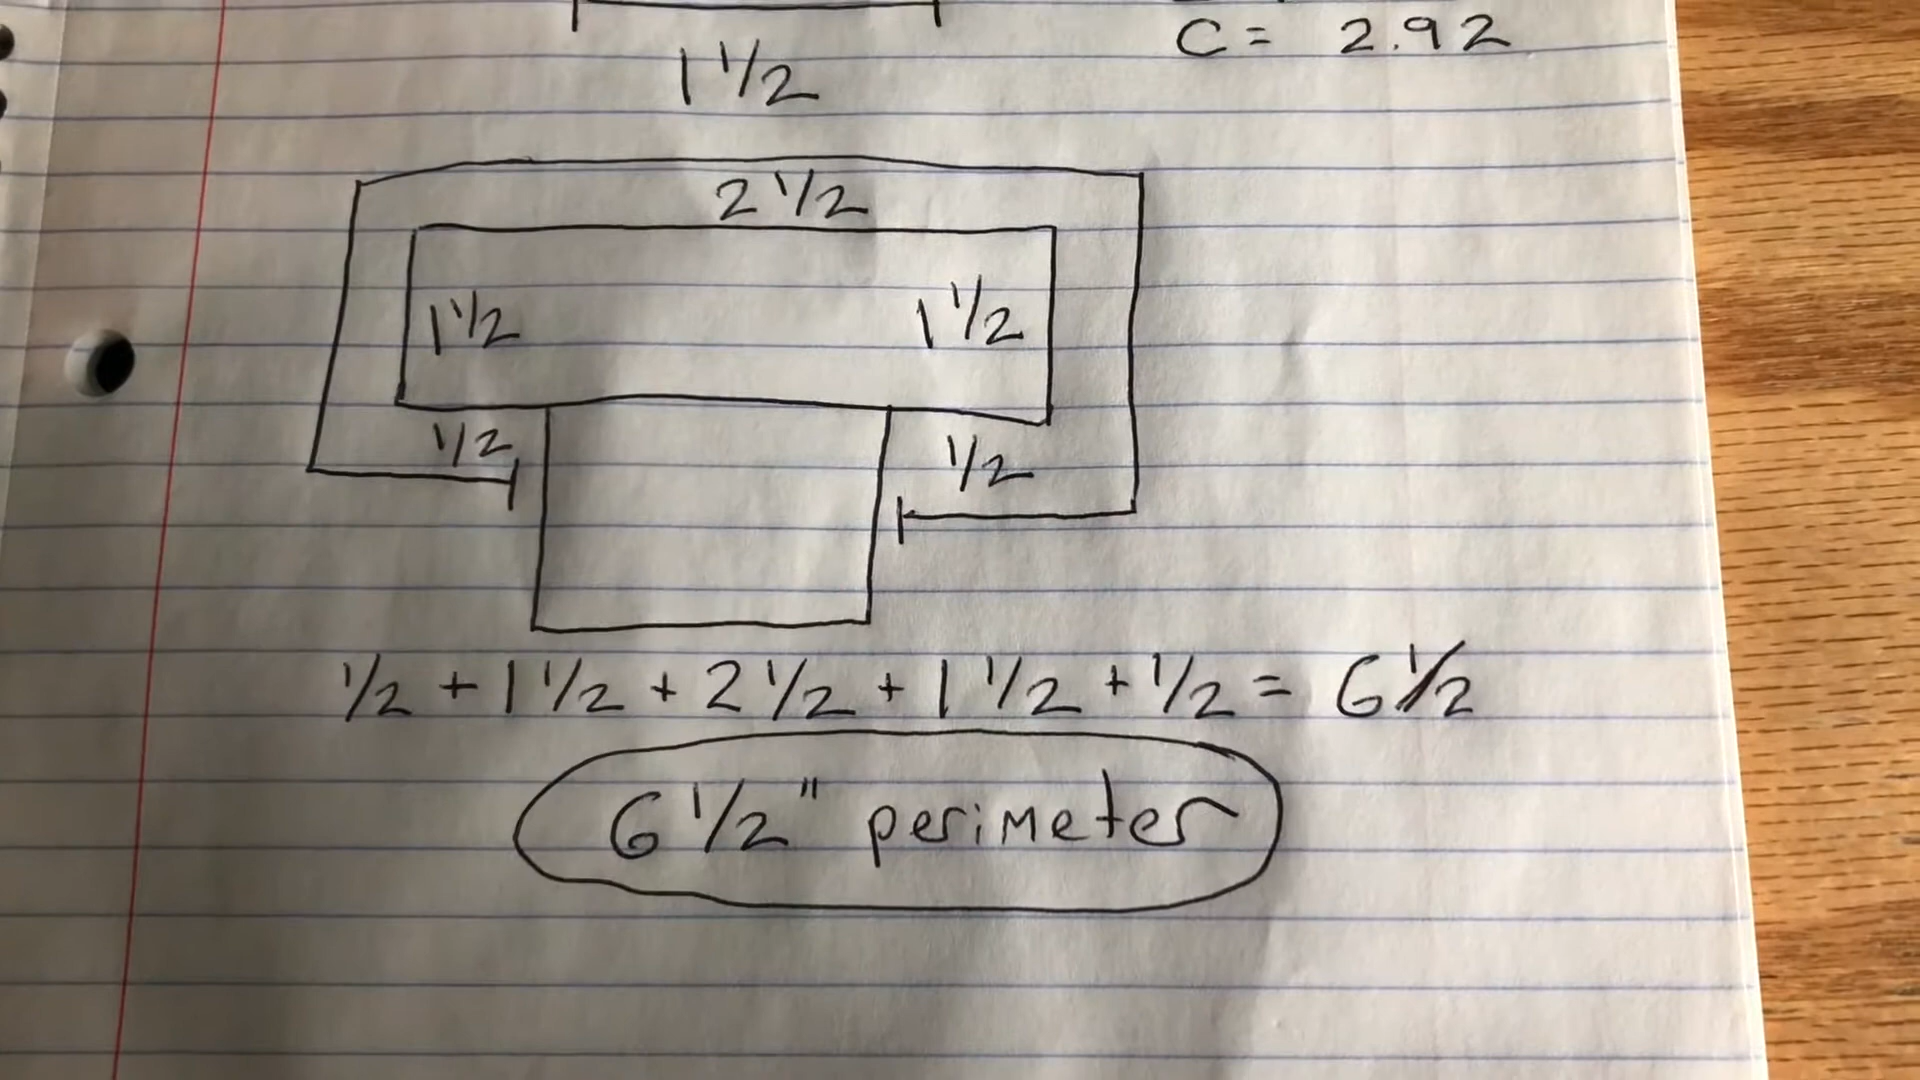 C = 2.92
1 1/2
2 1/2
1 1/2 1 1/2
1/2 1/2
1/2 + 1 1/2 + 2 1/2 + 1 1/2 + 1/2 = 6 1/2
6 1/2" perimeter